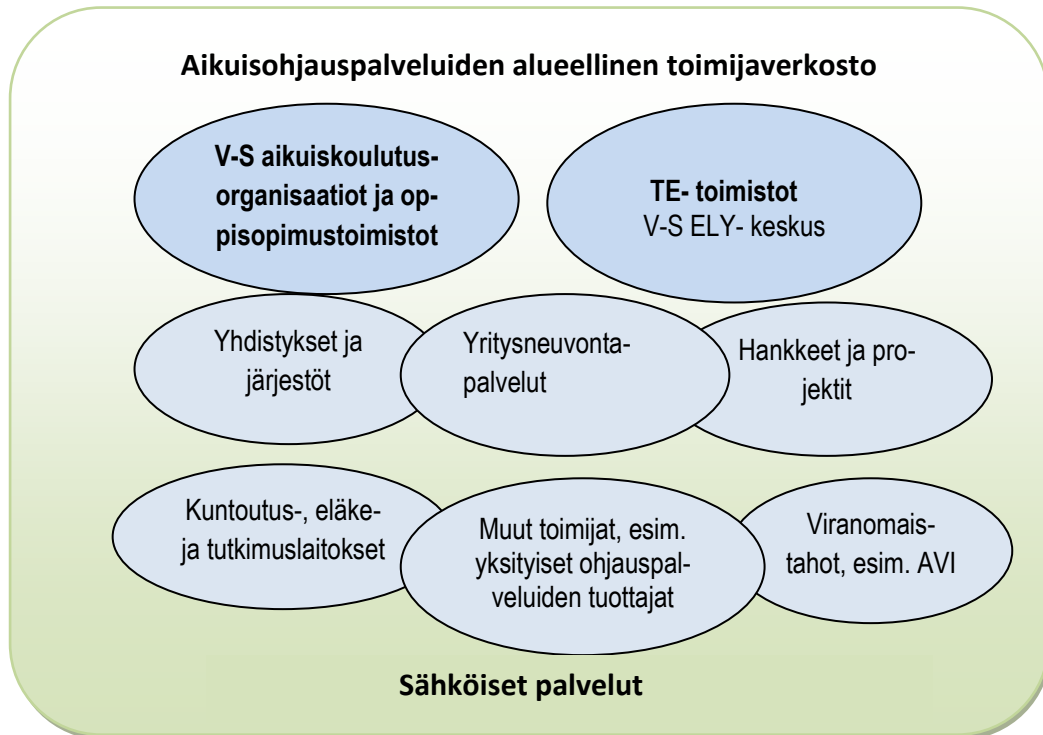 Aikuisohjauspalveluiden alueellinen toimijaverkosto
V-S aikuiskoulutus-
organisaatiot ja op-
pisopimustoimistot
TE- toimistot
V-S ELY- keskus
Yhdistykset ja
järjestöt
Yritysneuvonta-
palvelut
Hankkeet ja pro-
jektit
Kuntoutus-, eläke-
ja tutkimuslaitokset
Muut toimijat, esim.
yksityiset ohjauspal-
veluiden tuottajat
Viranomais-
tahot, esim. AVI
Sähköiset palvelut